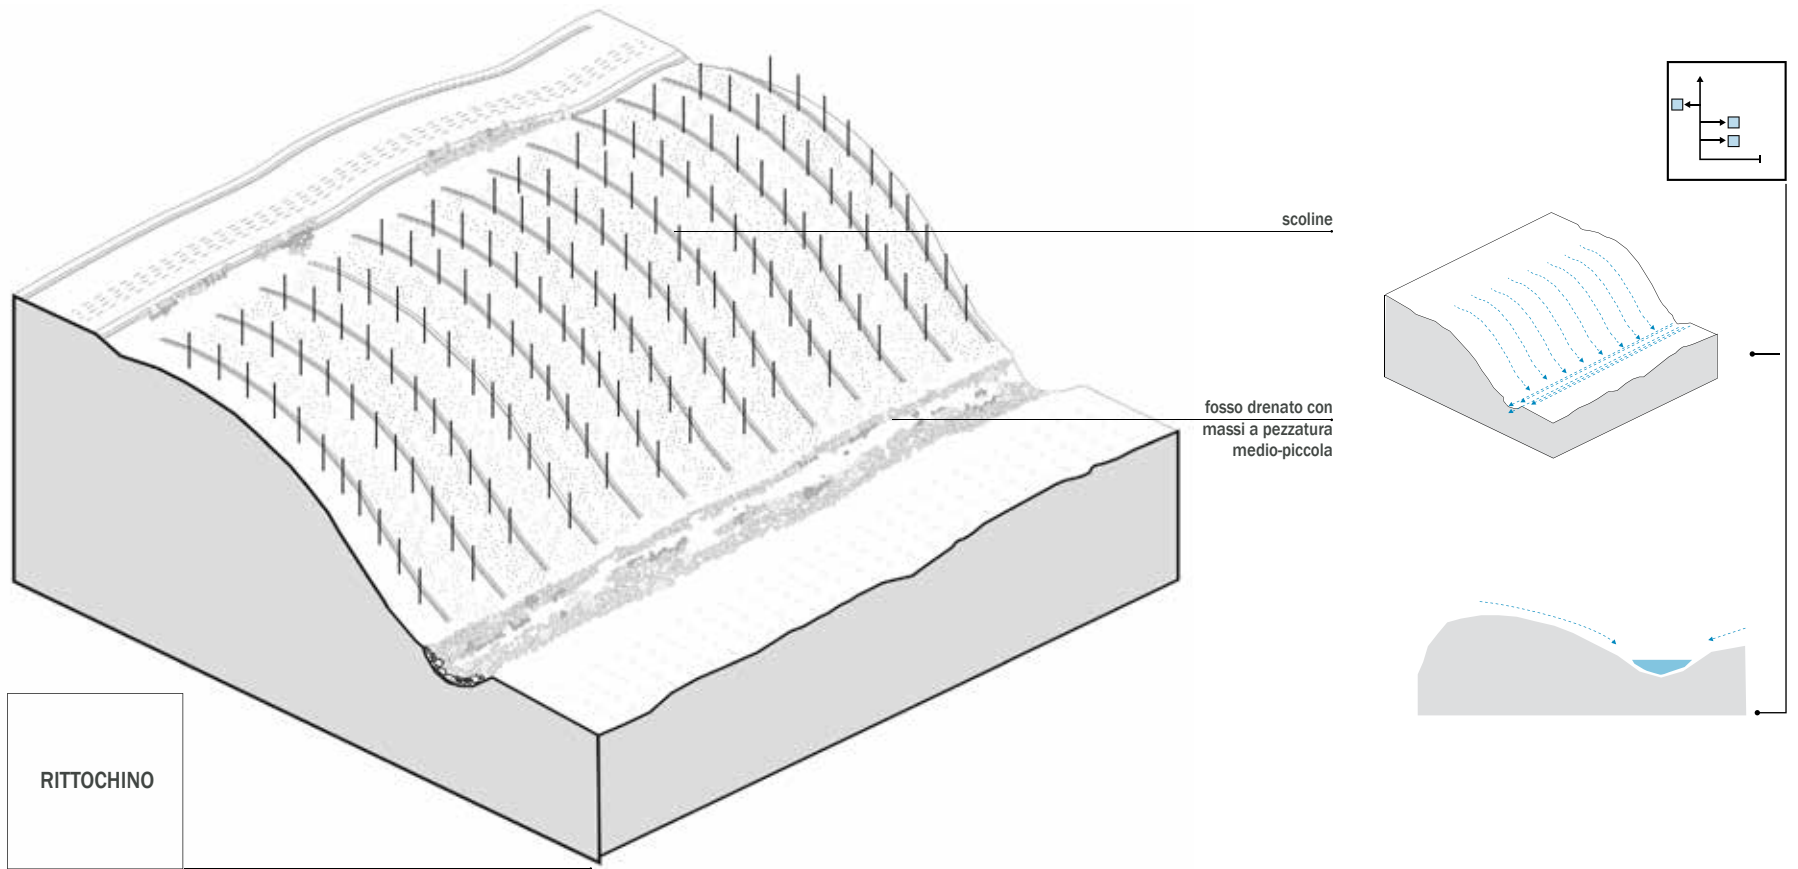 scoline
fosso drenato con
massi a pezzatura
medio-piccola
RITTOCHINO